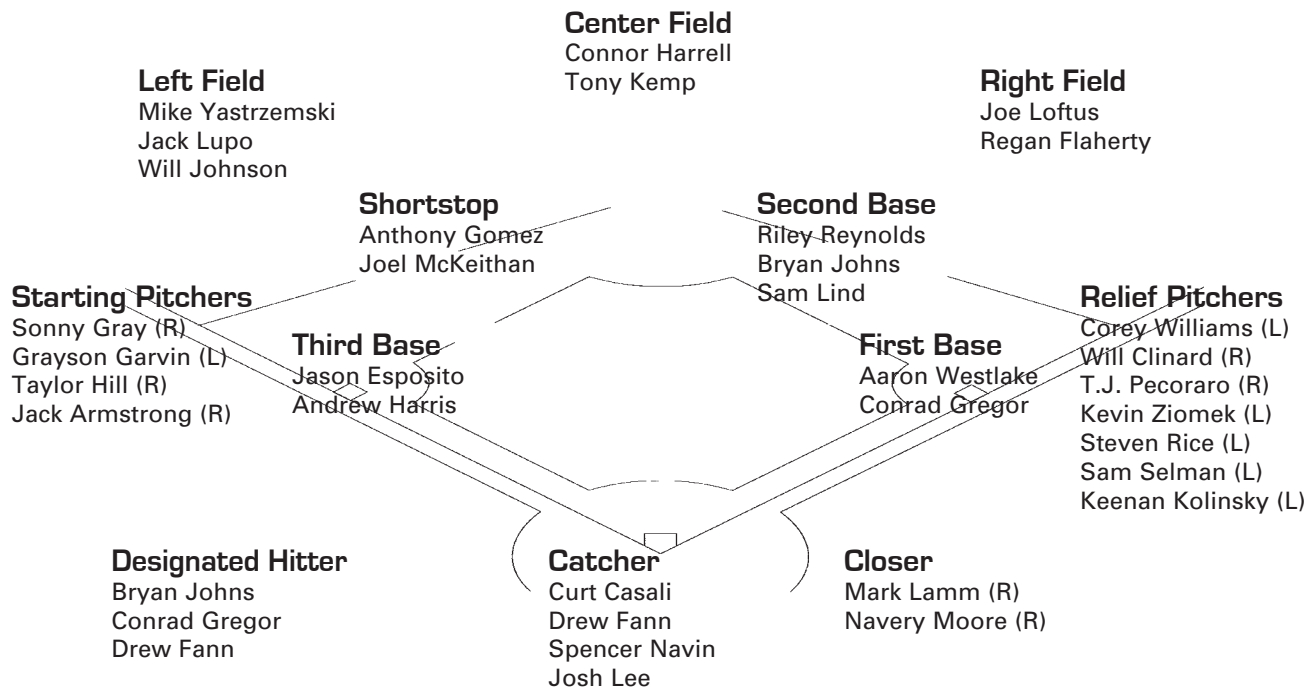 Center Field
Connor Harrell
Tony Kemp
Left Field
Mike Yastrzemski
Jack Lupo
Will Johnson
Right Field
Joe Loftus
Regan Flaherty
Shortstop
Anthony Gomez
Joel McKeithan
Second Base
Riley Reynolds
Bryan Johns
Sam Lind
Starting Pitchers
Sonny Gray (R)
Grayson Garvin (L)
Taylor Hill (R)
Jack Armstrong (R)
Third Base
Jason Esposito
Andrew Harris
First Base
Aaron Westlake
Conrad Gregor
Relief Pitchers
Corey Williams (L)
Will Clinard (R)
T.J. Pecoraro (R)
Kevin Ziomek (L)
Steven Rice (L)
Sam Selman (L)
Keenan Kolinsky (L)
Designated Hitter
Bryan Johns
Conrad Gregor
Drew Fann
Catcher
Curt Casali
Drew Fann
Spencer Navin
Josh Lee
Closer
Mark Lamm (R)
Navery Moore (R)